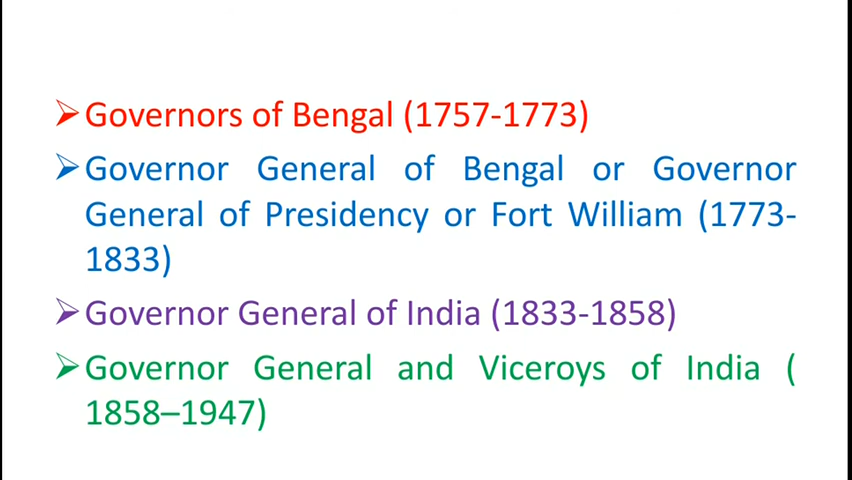 ➢Governors of Bengal (1757-1773)
➢Governor General of Bengal or Governor
General of Presidency or Fort William (1773-
1833)
➢Governor General of India (1833-1858)
➢Governor General and Viceroys of India (
1858–1947)